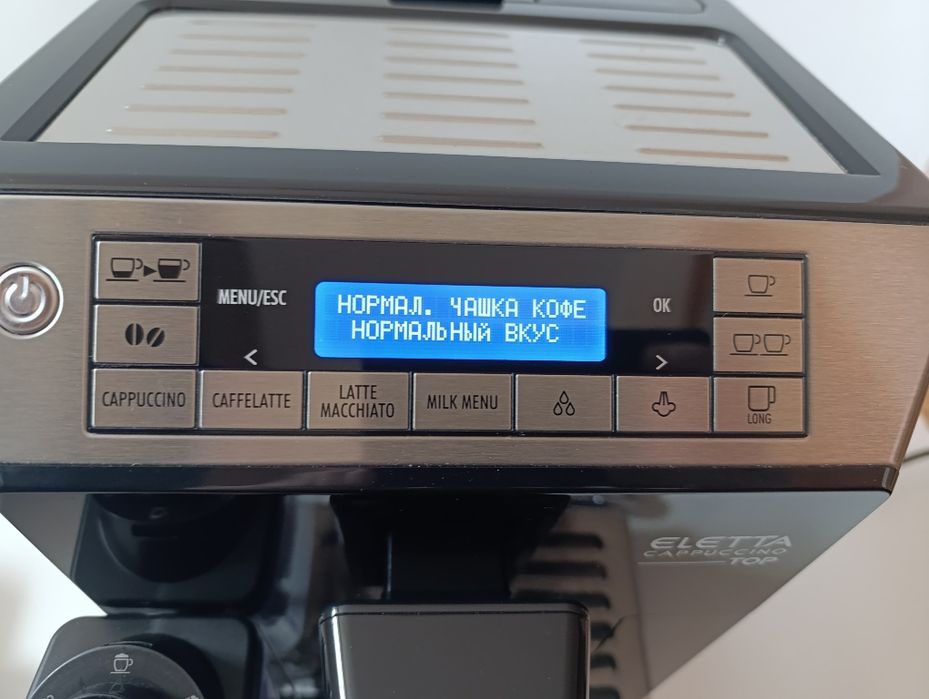 MENU/ESC
НОРМАЛ. ЧАШКА КОФЕ
НОРМАЛЬНЫЙ ВКУС
OK
<
>
CAPPUCCINO
CAFFELATTE
LATTE
MACCHIATO
MILK MENU
LONG
ELETTA
CAPPUCCINO
TOP